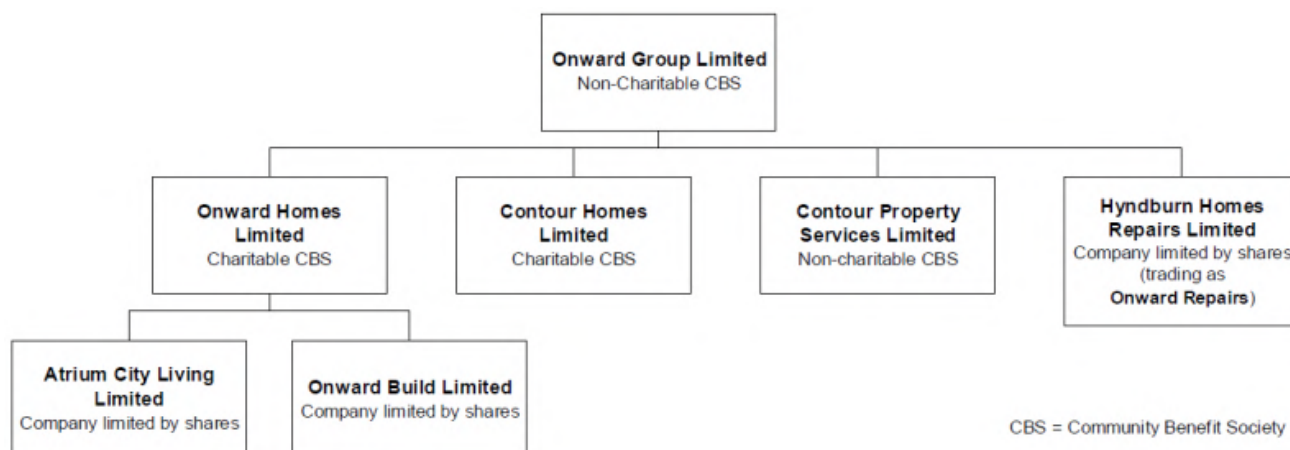 Onward Group Limited
Non-Charitable CBS
Onward Homes
Limited
Charitable CBS
Contour Homes
Limited
Charitable CBS
Contour Property
Services Limited
Non-charitable CBS
Hyndburn Homes
Repairs Limited
Company limited by shares
(trading as
Onward Repairs)
Atrium City Living
Limited
Company limited by shares
Onward Build Limited
Company limited by shares
CBS = Community Benefit Society